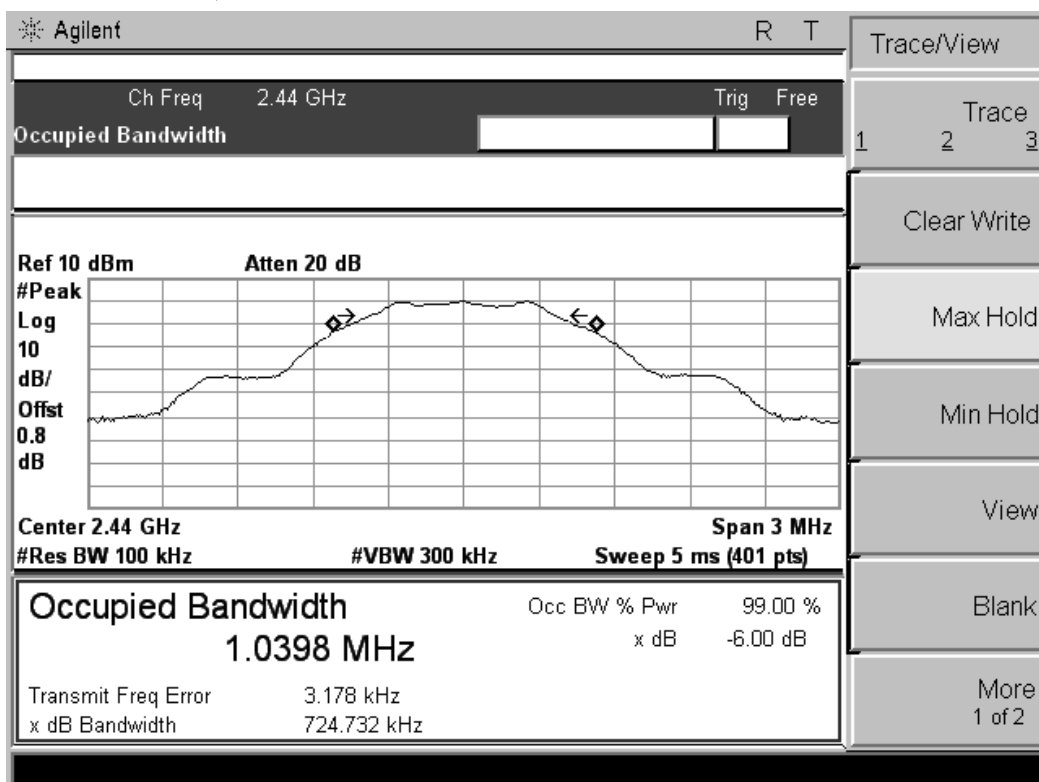 Agilent R T
Ch Freq 2.44 GHz Trig Free
Occupied Bandwidth
Ref 10 dBm Atten 20 dB
#Peak
Log
10
dB/
Offst
0.8
dB
Center 2.44 GHz Span 3 MHz
#Res BW 100 kHz #VBW 300 kHz Sweep 5 ms (401 pts)
Occupied Bandwidth Occ BW % Pwr 99.00 %
1.0398 MHz x dB -6.00 dB
Transmit Freq Error 3.178 kHz
x dB Bandwidth 724.732 kHz
Trace/View
Trace
1 2 3
Clear Write
Max Hold
Min Hold
View
Blank
More
1 of 2